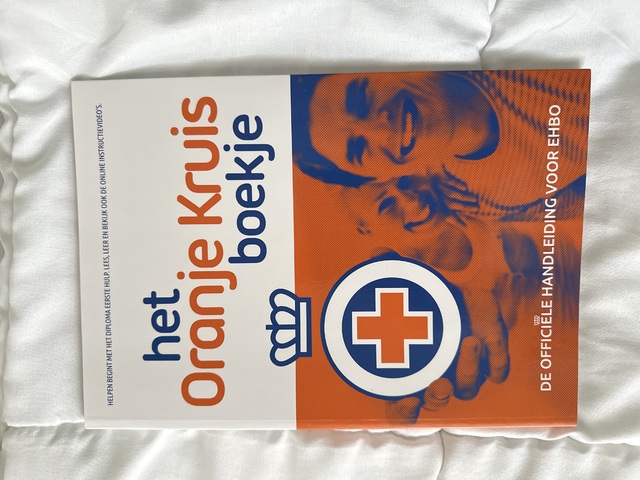 HELPEN BEGINT MET HET DIPLOMA EERSTE HULP. LEES, LEER EN BEKIJK OOK DE ONLINE INSTRUCTIEVIDEO'S.
het
Oranje Kruis
boekje
DE OFFICIËLE HANDLEIDING VOOR EHBO